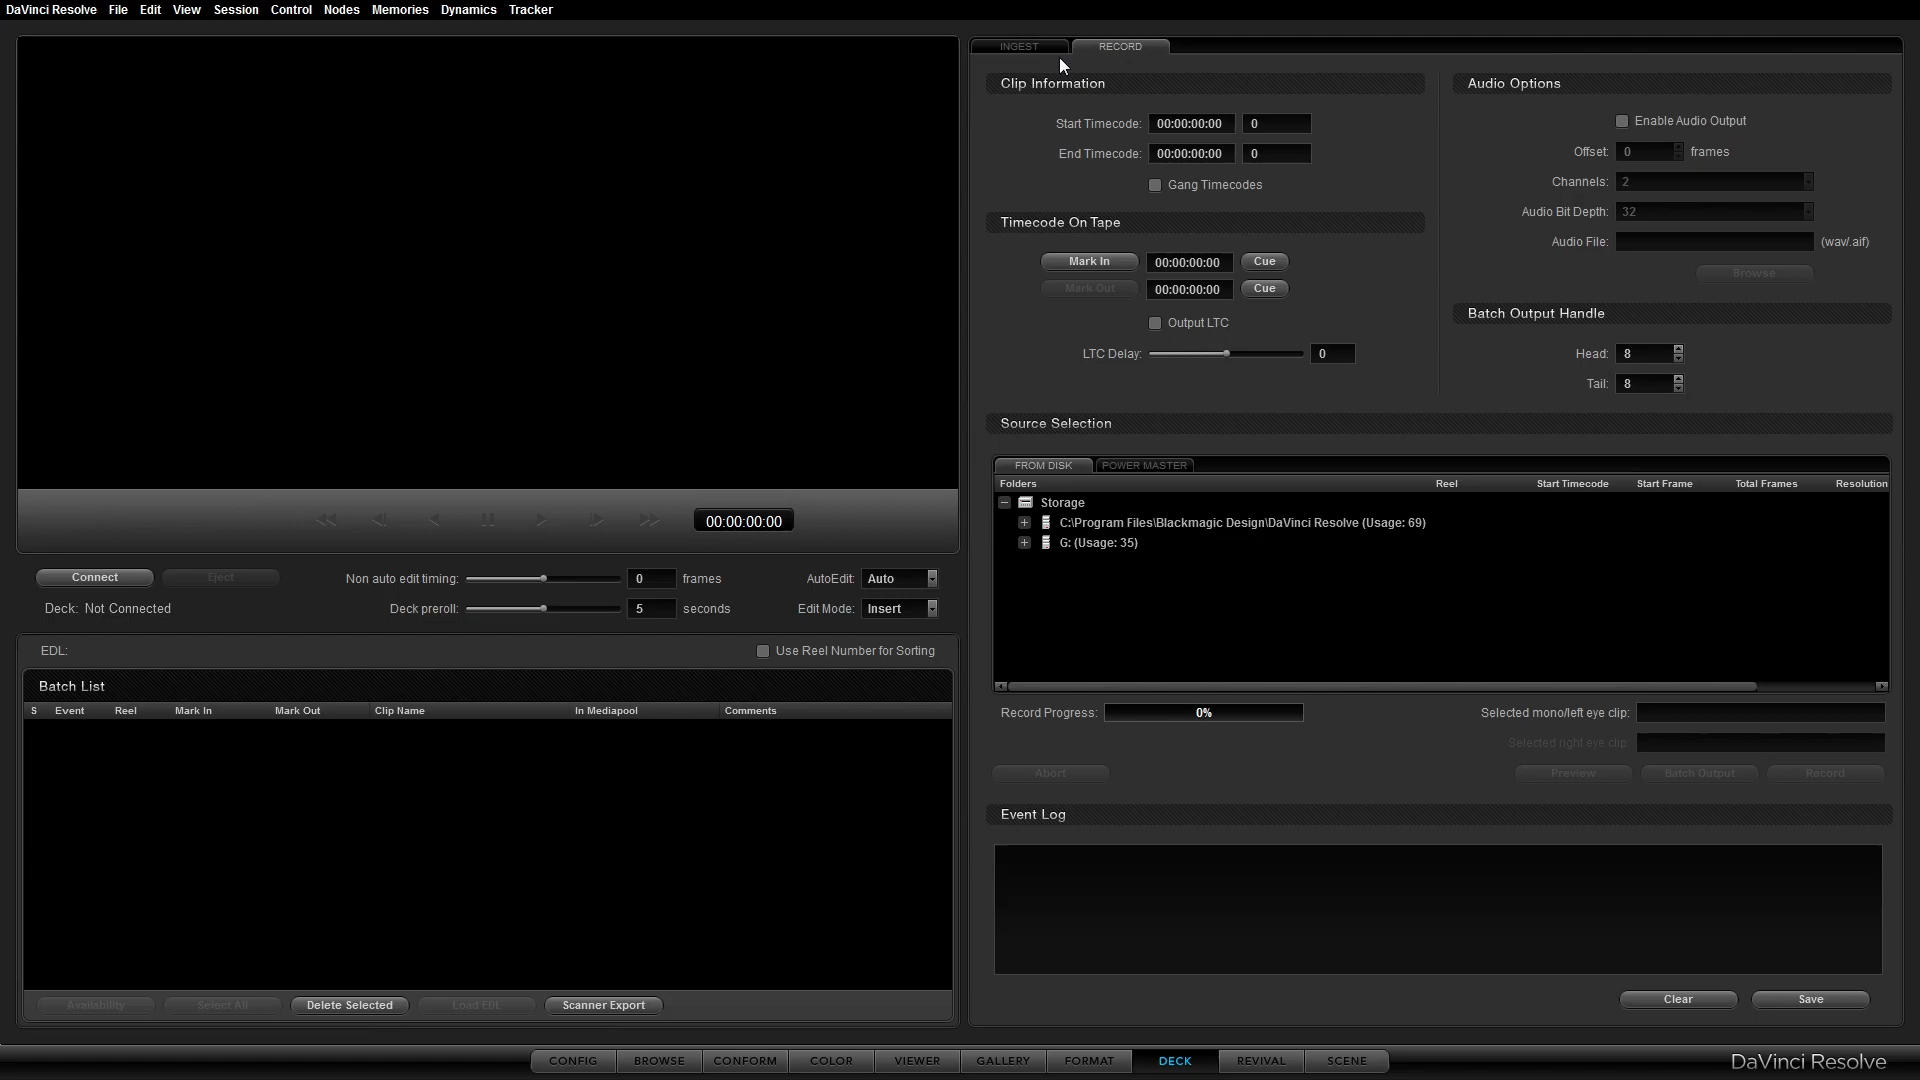 DaVinci Resolve File Edit View Session Control Nodes Memories Dynamics Tracker
INGEST RECORD
Clip Information
Start Timecode: 00:00:00:00 0
End Timecode: 00:00:00:00 0
Gang Timecodes
Timecode On Tape
Mark In 00:00:00:00 Cue
Mark Out 00:00:00:00 Cue
Output LTC
LTC Delay: 0
Audio Options
Enable Audio Output
Offset: 0 frames
Channels: 2
Audio Bit Depth: 32
Audio File: (wav/.aif)
Browse
Batch Output Handle
Head: 8
Tail: 8
Source Selection
FROM DISK POWER MASTER
Folders Reel Start Timecode Start Frame Total Frames Resolution
Storage
C:\Program Files\Blackmagic Design\DaVinci Resolve (Usage: 69)
G: (Usage: 35)
00:00:00:00
Connect Eject Non auto edit timing: 0 frames AutoEdit: Auto
Deck: Not Connected Deck preroll: 5 seconds Edit Mode: Insert
EDL: Use Reel Number for Sorting
Batch List
S Event Reel Mark In Mark Out Clip Name In Mediapool Comments
Availability Select All Delete Selected Load EDL Scanner Export
Record Progress: 0% Selected mono/left eye clip:
Selected right eye clip:
Abort Preview Batch Output Record
Event Log
Clear Save
CONFIG BROWSE CONFORM COLOR VIEWER GALLERY FORMAT DECK REVIVAL SCENE
DaVinci Resolve